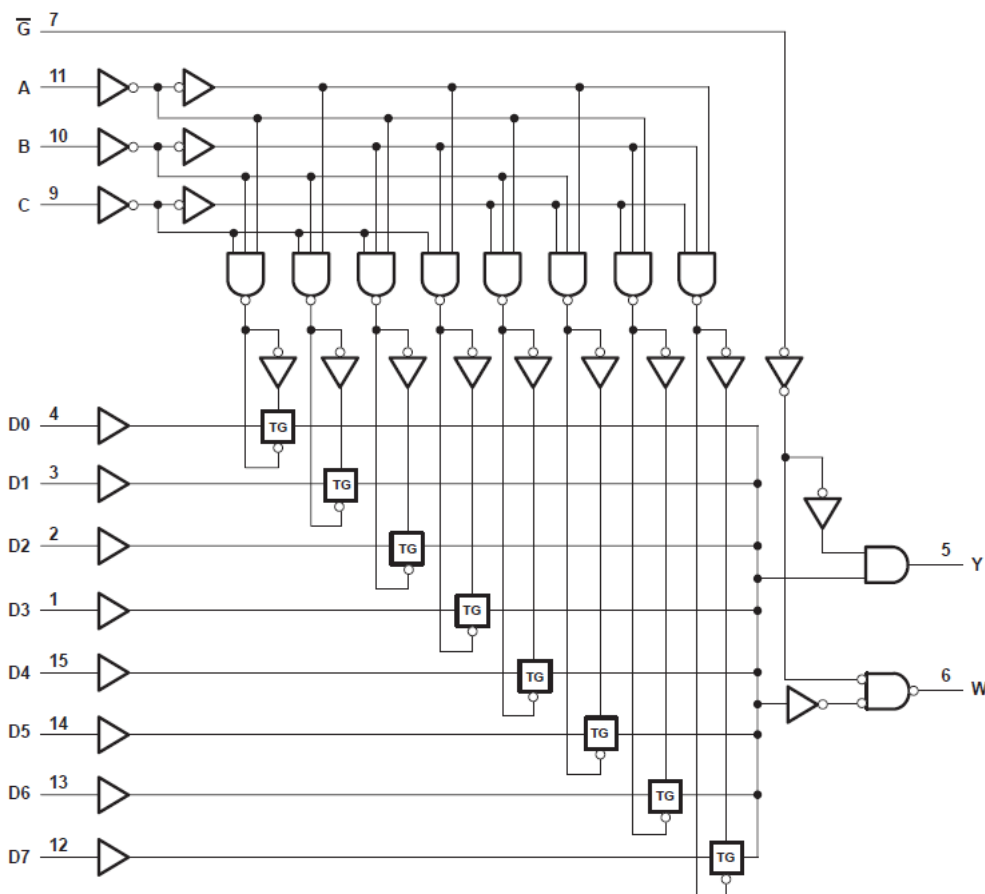 G̅ 7
A 11
B 10
C 9
D0 4
TG
D1 3
TG
D2 2
TG
5 Y
D3 1
TG
D4 15
TG
6 W
D5 14
TG
D6 13
TG
D7 12
TG